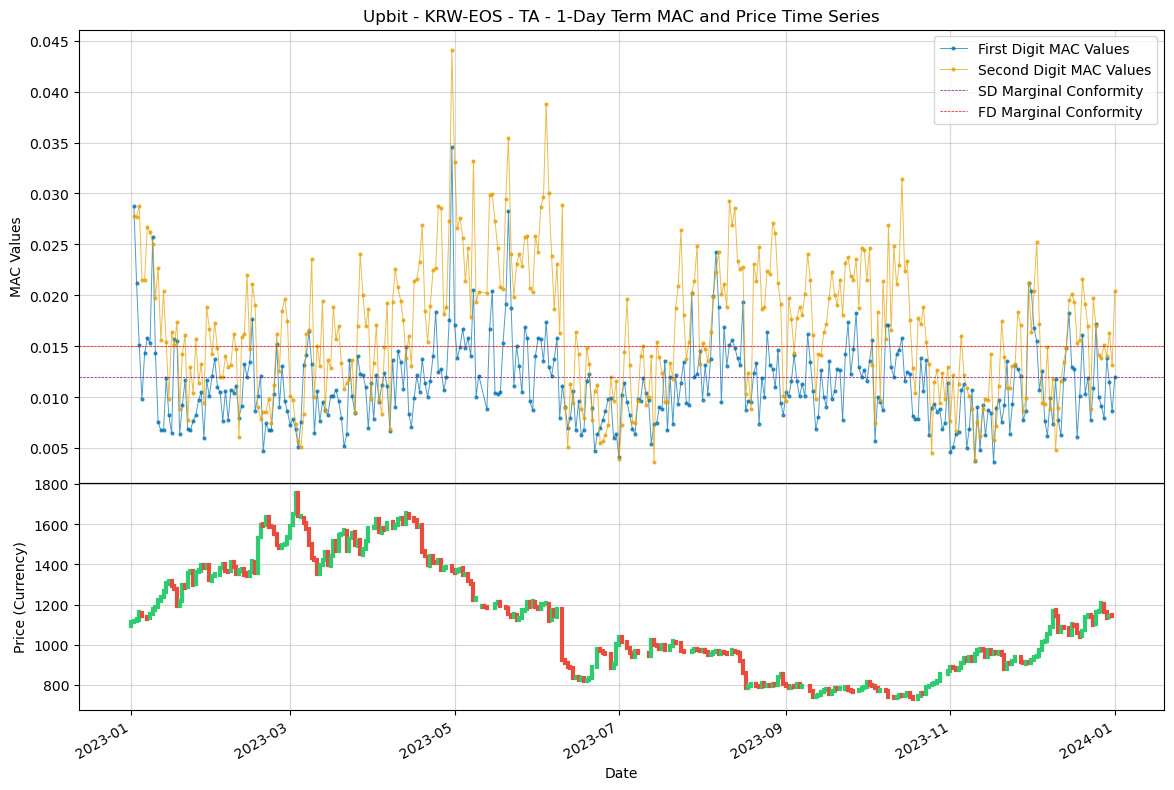 Upbit - KRW-EOS - TA - 1-Day Term MAC and Price Time Series
First Digit MAC Values
Second Digit MAC Values
SD Marginal Conformity
FD Marginal Conformity
MAC Values
0.045
0.040
0.035
0.030
0.025
0.020
0.015
0.010
0.005
Price (Currency)
1800
1600
1400
1200
1000
800
2023-01
2023-03
2023-05
2023-07
2023-09
2023-11
2024-01
Date